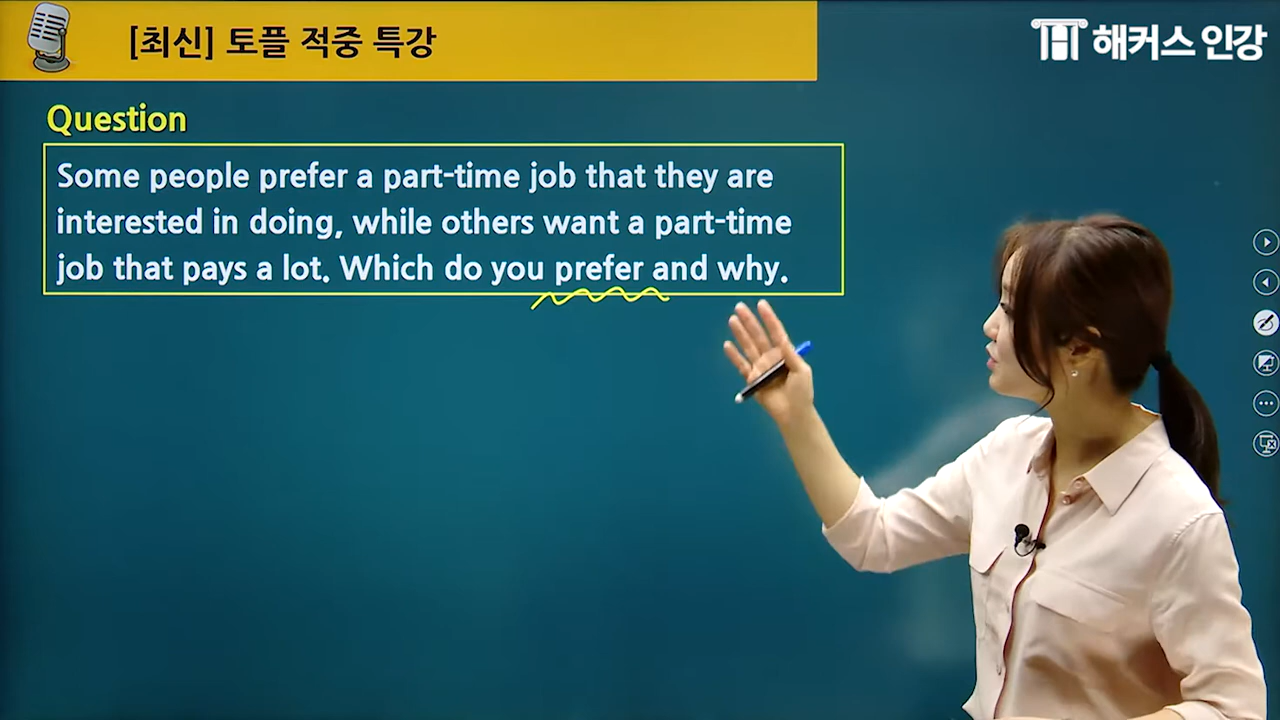 [최신] 토플 적중 특강
해커스 인강
Question
Some people prefer a part-time job that they are
interested in doing, while others want a part-time
job that pays a lot. Which do you prefer and why.